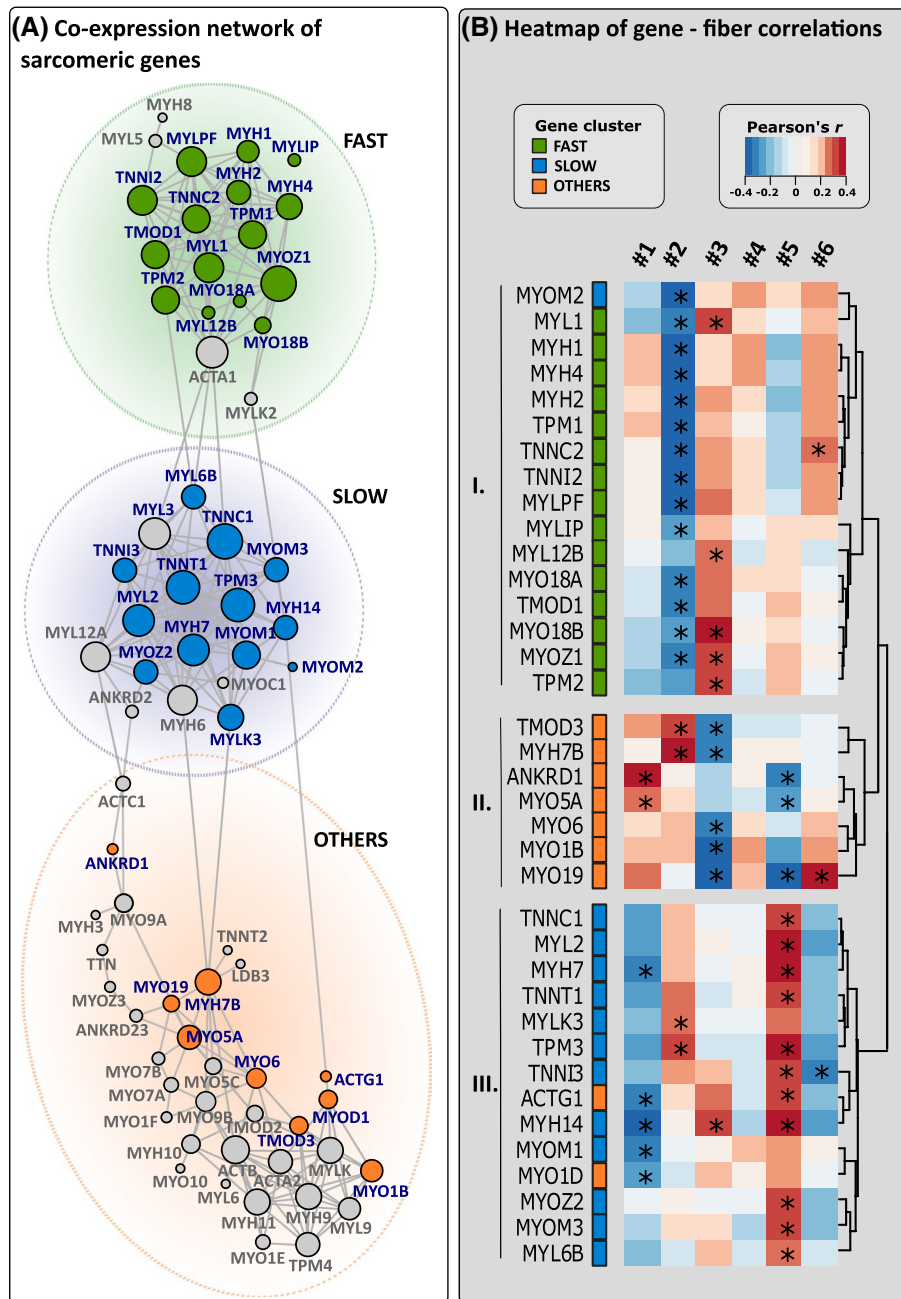 (A) Co-expression network of
sarcomeric genes
FAST
MYH8
MYL5
MYLPF
MYH1
MYLIP
TNNI2
MYH2
MYH4
TNNC2
TPM1
TMOD1
MYL1
MYOZ1
TPM2
MYO18A
MYL12B
MYO18B
ACTA1
MYLK2
SLOW
MYL6B
MYL3
TNNC1
TNNI3
MYOM3
TNNT1
TPM3
MYL2
MYH14
MYL12A
MYH7
MYOM1
MYOZ2
MYOM2
MYOC1
ANKRD2
MYH6
MYLK3
ACTC1
OTHERS
ANKRD1
MYH3
MYO9A
TNNT2
TTN
LDB3
MYO19
MYH7B
MYOZ3
ANKRD23
MYO5A
MYO7B
MYO5C
MYO6
MYO7A
ACTG1
MYO1F
MYO9B
TMOD2
MYOD1
TMOD3
MYH10
ACTB
ACTA2
MYLK
MYO10
MYL6
MYO1B
MYH11
MYH9
MYL9
MYO1E
TPM4
(B) Heatmap of gene - fiber correlations
Gene cluster
FAST
SLOW
OTHERS
Pearson's r
-0.4 -0.2 0 0.2 0.4
#1 #2 #3 #4 #5 #6
I.
MYOM2
MYL1
MYH1
MYH4
MYH2
TPM1
TNNC2
TNNI2
MYLPF
MYLIP
MYL12B
MYO18A
TMOD1
MYO18B
MYOZ1
TPM2
II.
TMOD3
MYH7B
ANKRD1
MYO5A
MYO6
MYO1B
MYO19
III.
TNNC1
MYL2
MYH7
TNNT1
MYLK3
TPM3
TNNI3
ACTG1
MYH14
MYOM1
MYO1D
MYOZ2
MYOM3
MYL6B